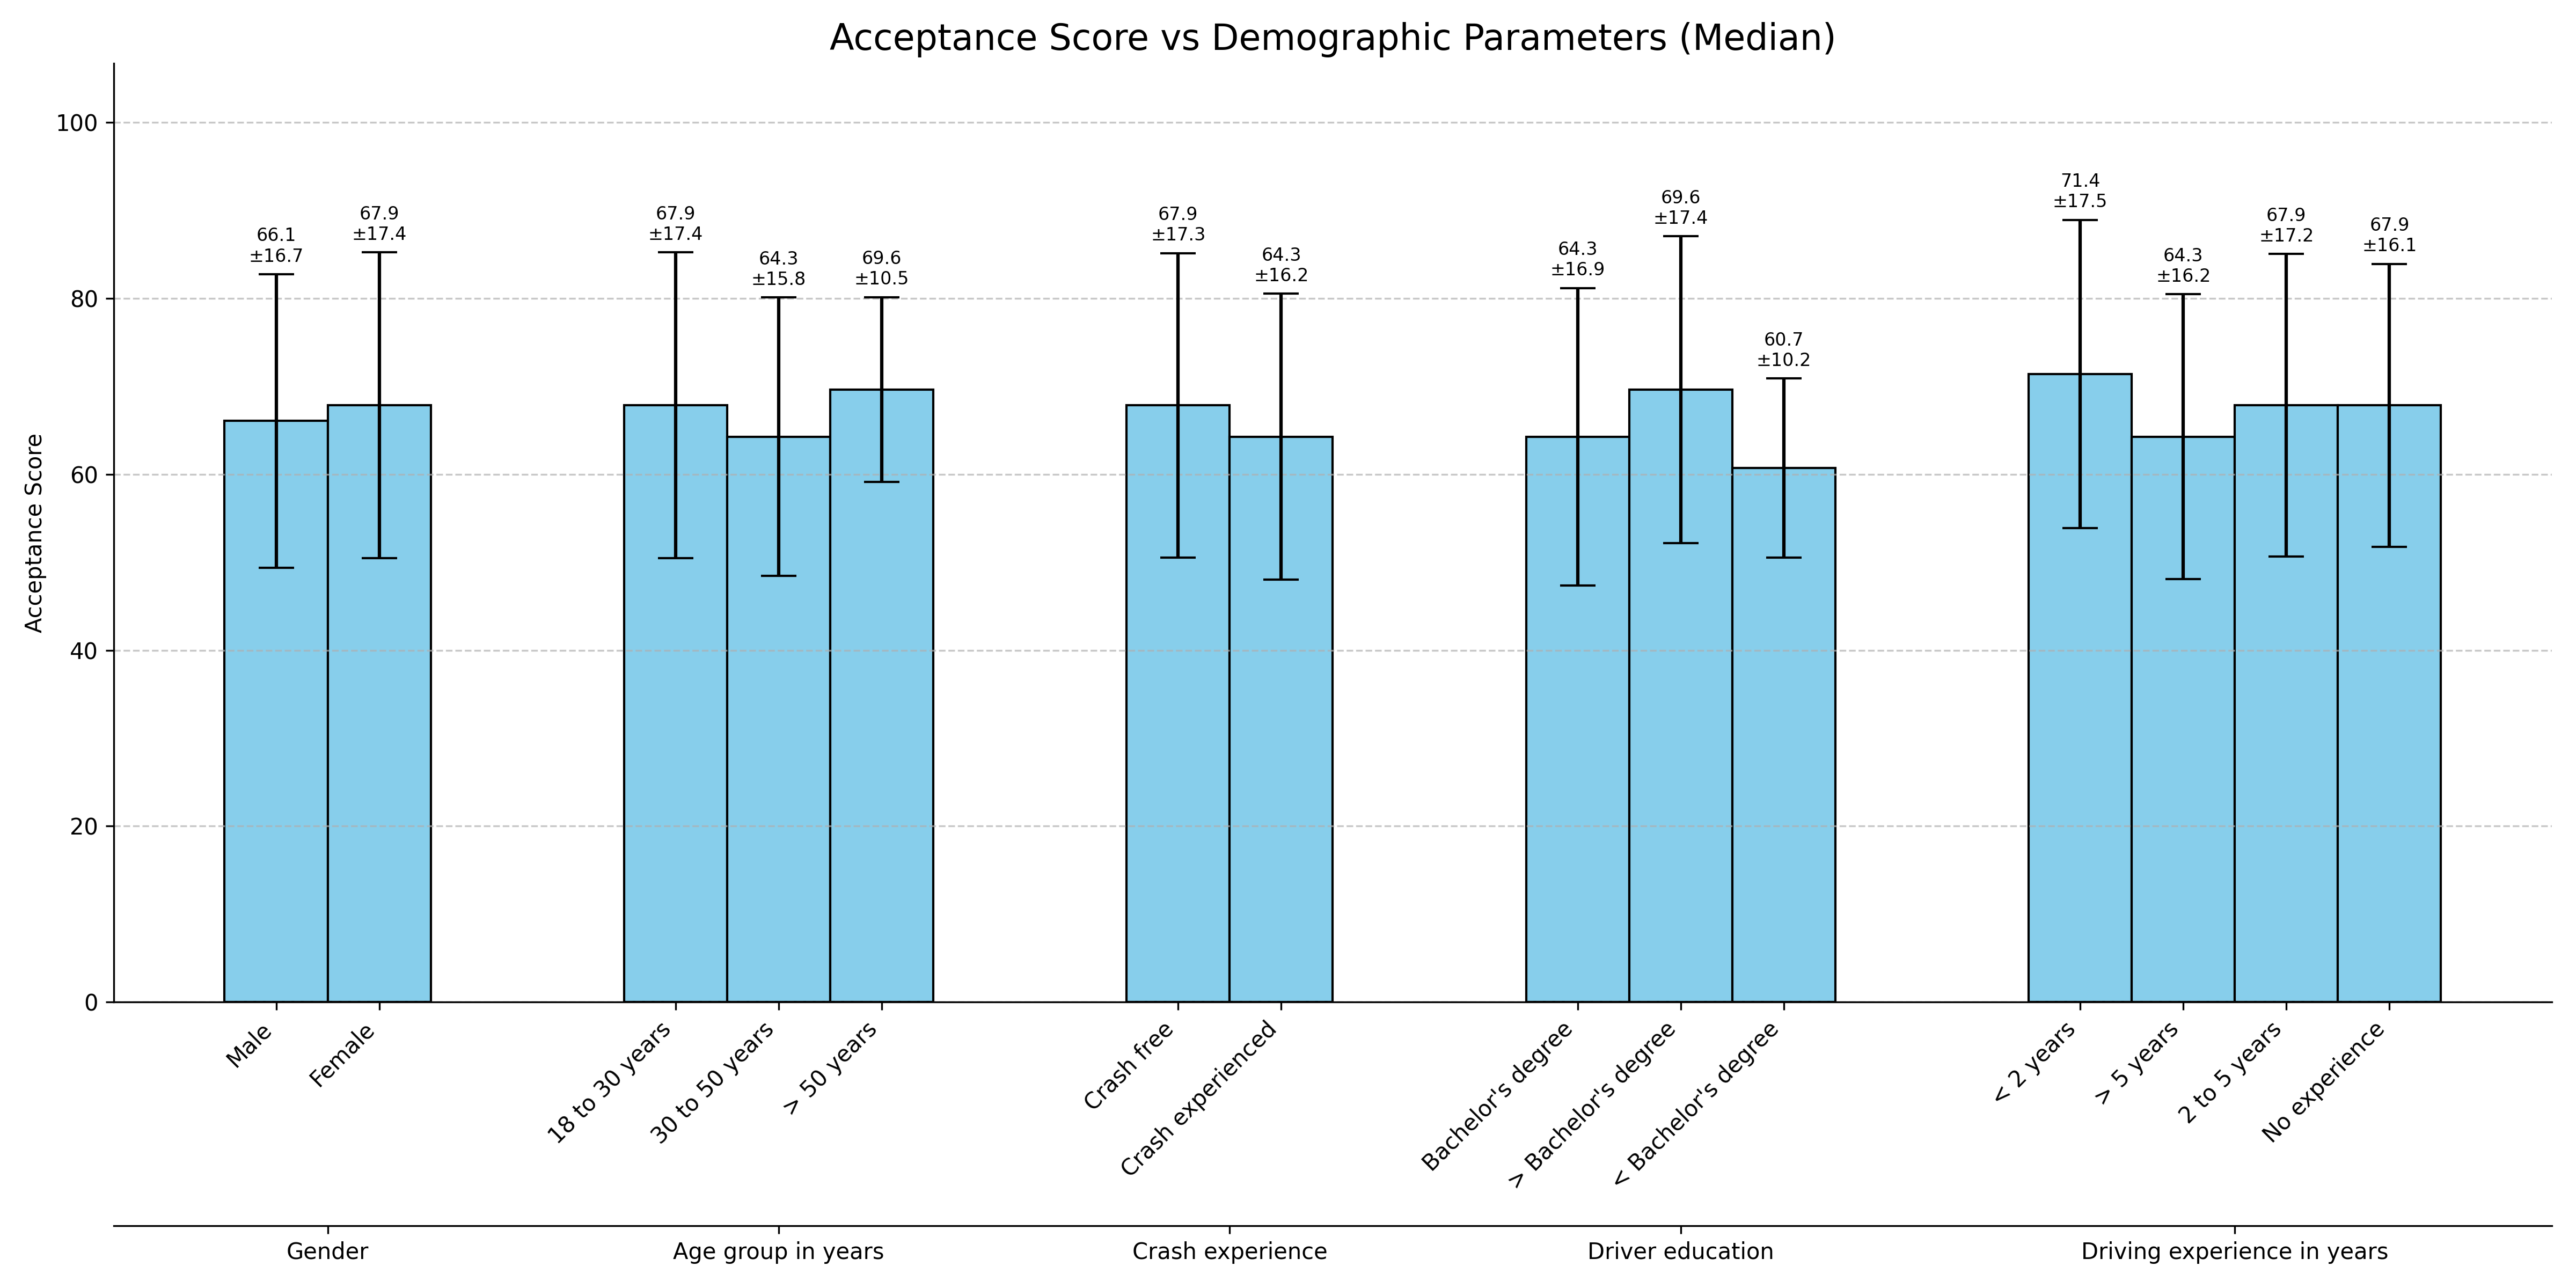 Acceptance Score vs Demographic Parameters (Median)
Acceptance Score
100
80
60
40
20
0
66.1
±16.7
67.9
±17.4
67.9
±17.4
64.3
±15.8
69.6
±10.5
67.9
±17.3
64.3
±16.2
64.3
±16.9
69.6
±17.4
60.7
±10.2
71.4
±17.5
64.3
±16.2
67.9
±17.2
67.9
±16.1
Male
Female
18 to 30 years
30 to 50 years
> 50 years
Crash free
Crash experienced
Bachelor's degree
> Bachelor's degree
< Bachelor's degree
< 2 years
> 5 years
2 to 5 years
No experience
Gender
Age group in years
Crash experience
Driver education
Driving experience in years